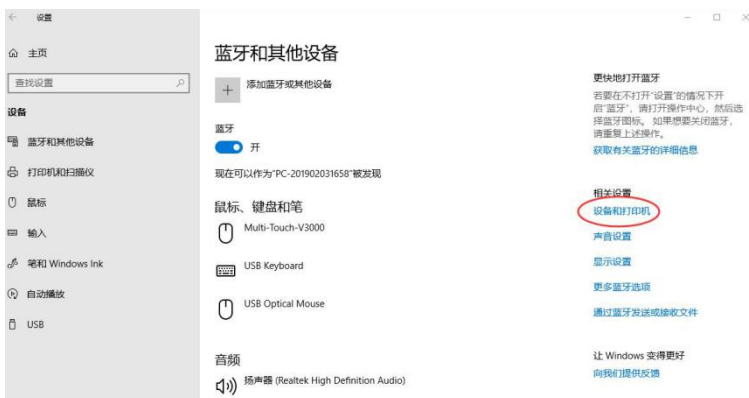 设置
主页
查找设置
设备
蓝牙和其他设备
打印机和扫描仪
鼠标
输入
笔和 Windows Ink
自动播放
USB
蓝牙和其他设备
添加蓝牙或其他设备
蓝牙
开
现在可以作为"PC-201902031658"被发现
鼠标、键盘和笔
Multi-Touch-V3000
USB Keyboard
USB Optical Mouse
音频
扬声器 (Realtek High Definition Audio)
更快地打开蓝牙
若要在不打开"设置"的情况下开
启"蓝牙"，请打开操作中心，然后选
择蓝牙图标。 如果想要关闭蓝牙，
请重复上述操作。
获取有关蓝牙的详细信息
相关设置
设备和打印机
声音设置
显示设置
更多蓝牙选项
通过蓝牙发送或接收文件
让 Windows 变得更好
向我们提供反馈